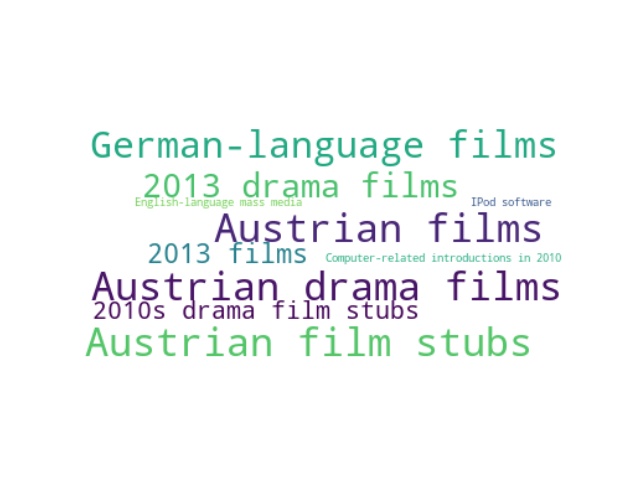 German-language films
2013 drama films
English-language mass media
IPod software
Austrian films
2013 films
Computer-related introductions in 2010
Austrian drama films
2010s drama film stubs
Austrian film stubs